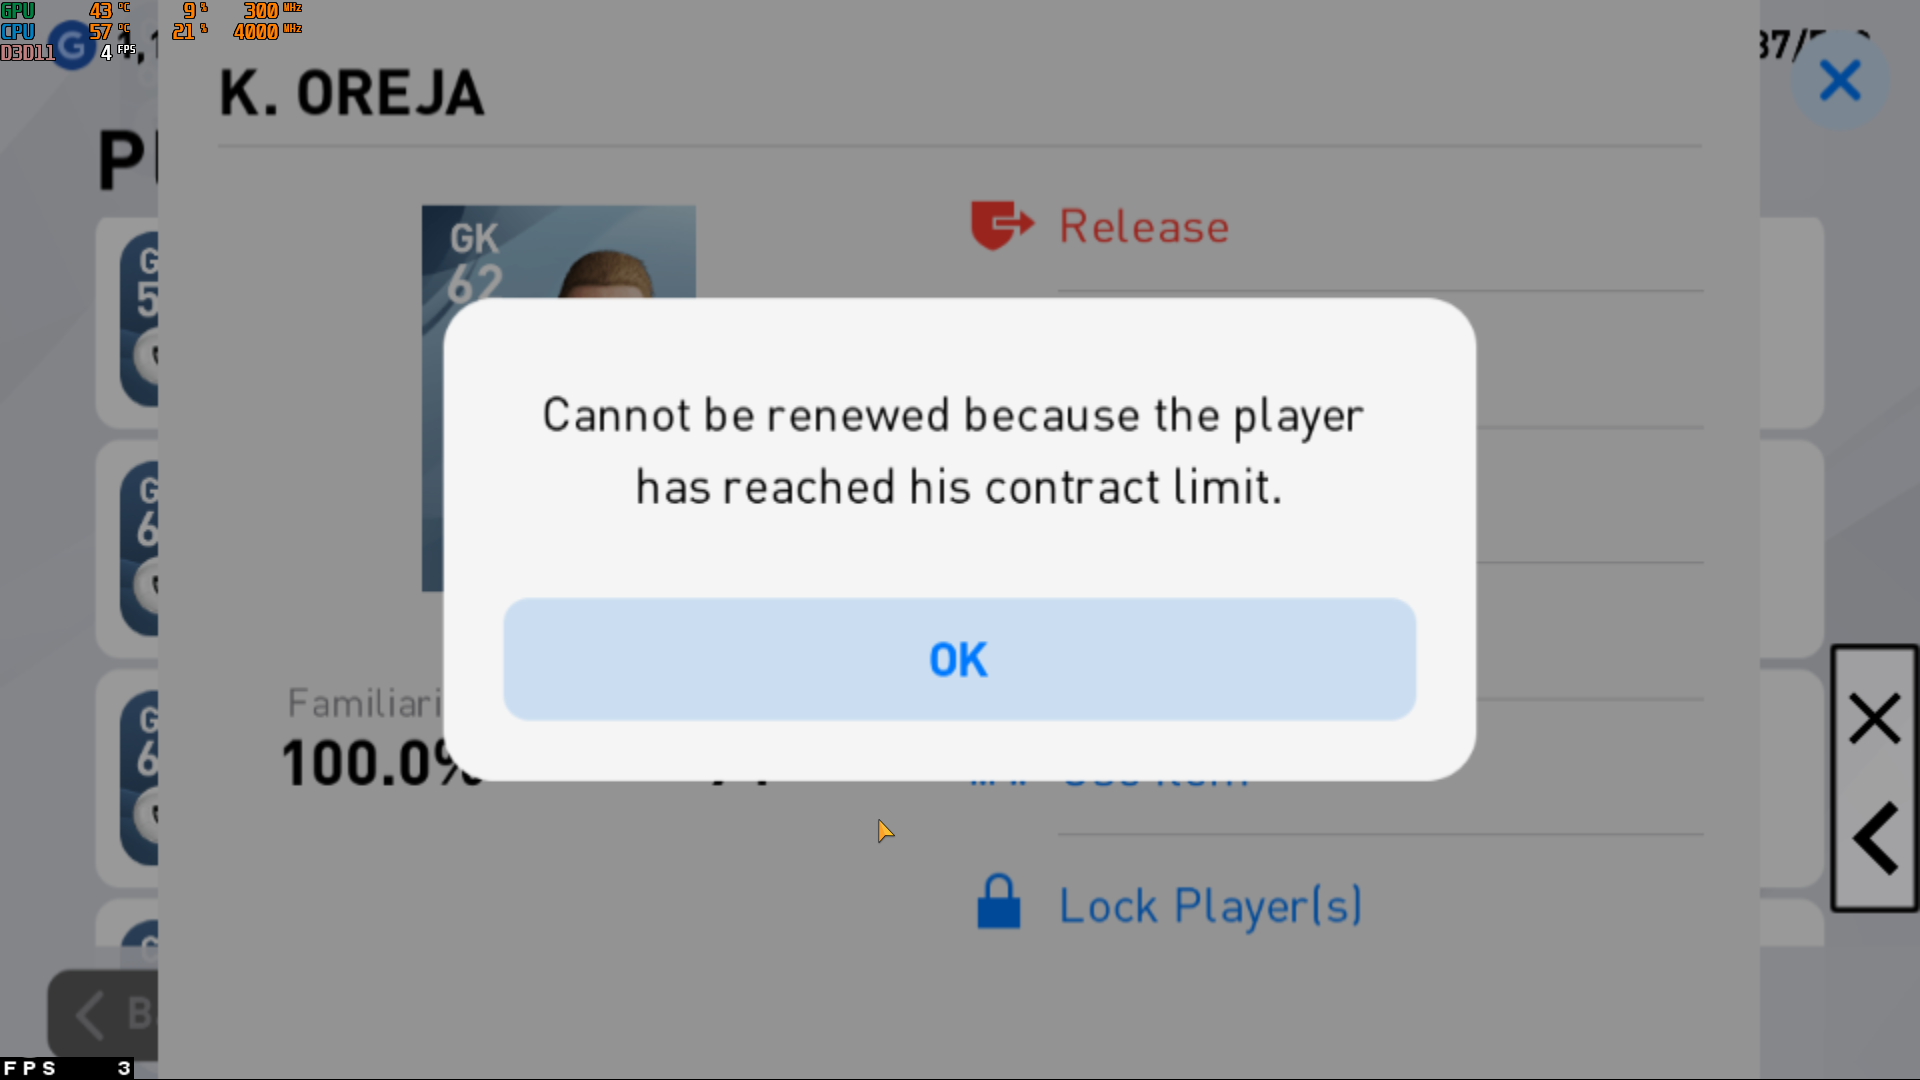 GPU 43 °C 9 % 300 MHz
CPU 57 °C 21 % 4000 MHz
D3D11 4 FPS
G
K. OREJA
GK
62
Release
Cannot be renewed because the player
has reached his contract limit.
OK
100.0%
Lock Player(s)
FPS 3